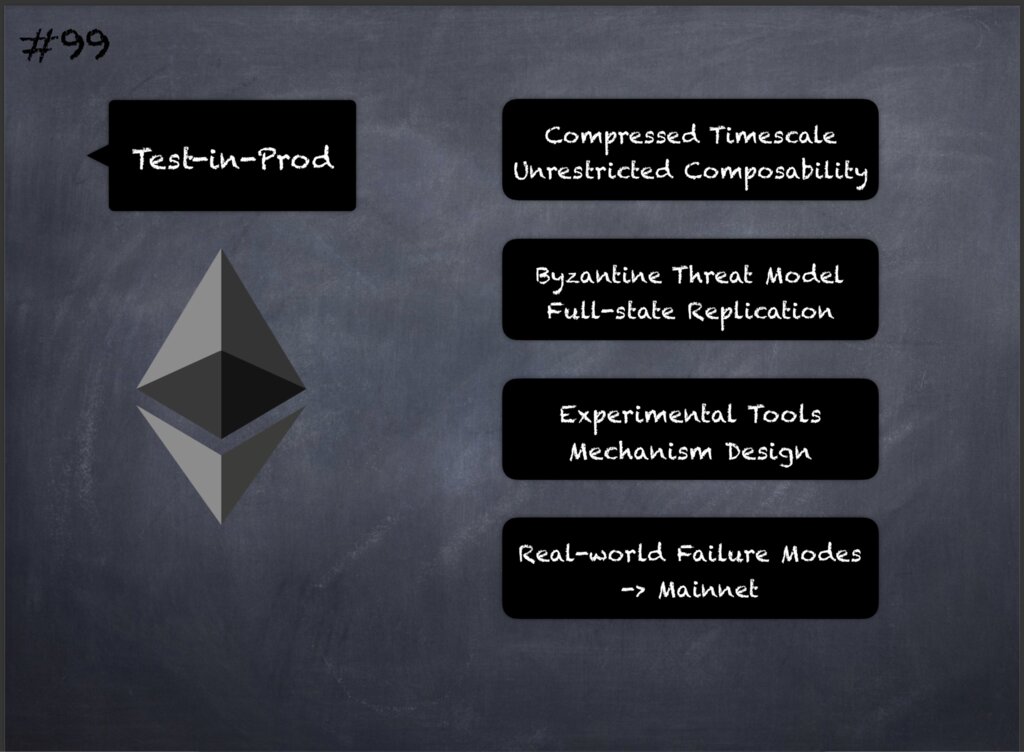 #99
Test-in-Prod
Compressed Timescale
Unrestricted Composability
Byzantine Threat Model
Full-state Replication
Experimental Tools
Mechanism Design
Real-world Failure Modes
-> Mainnet